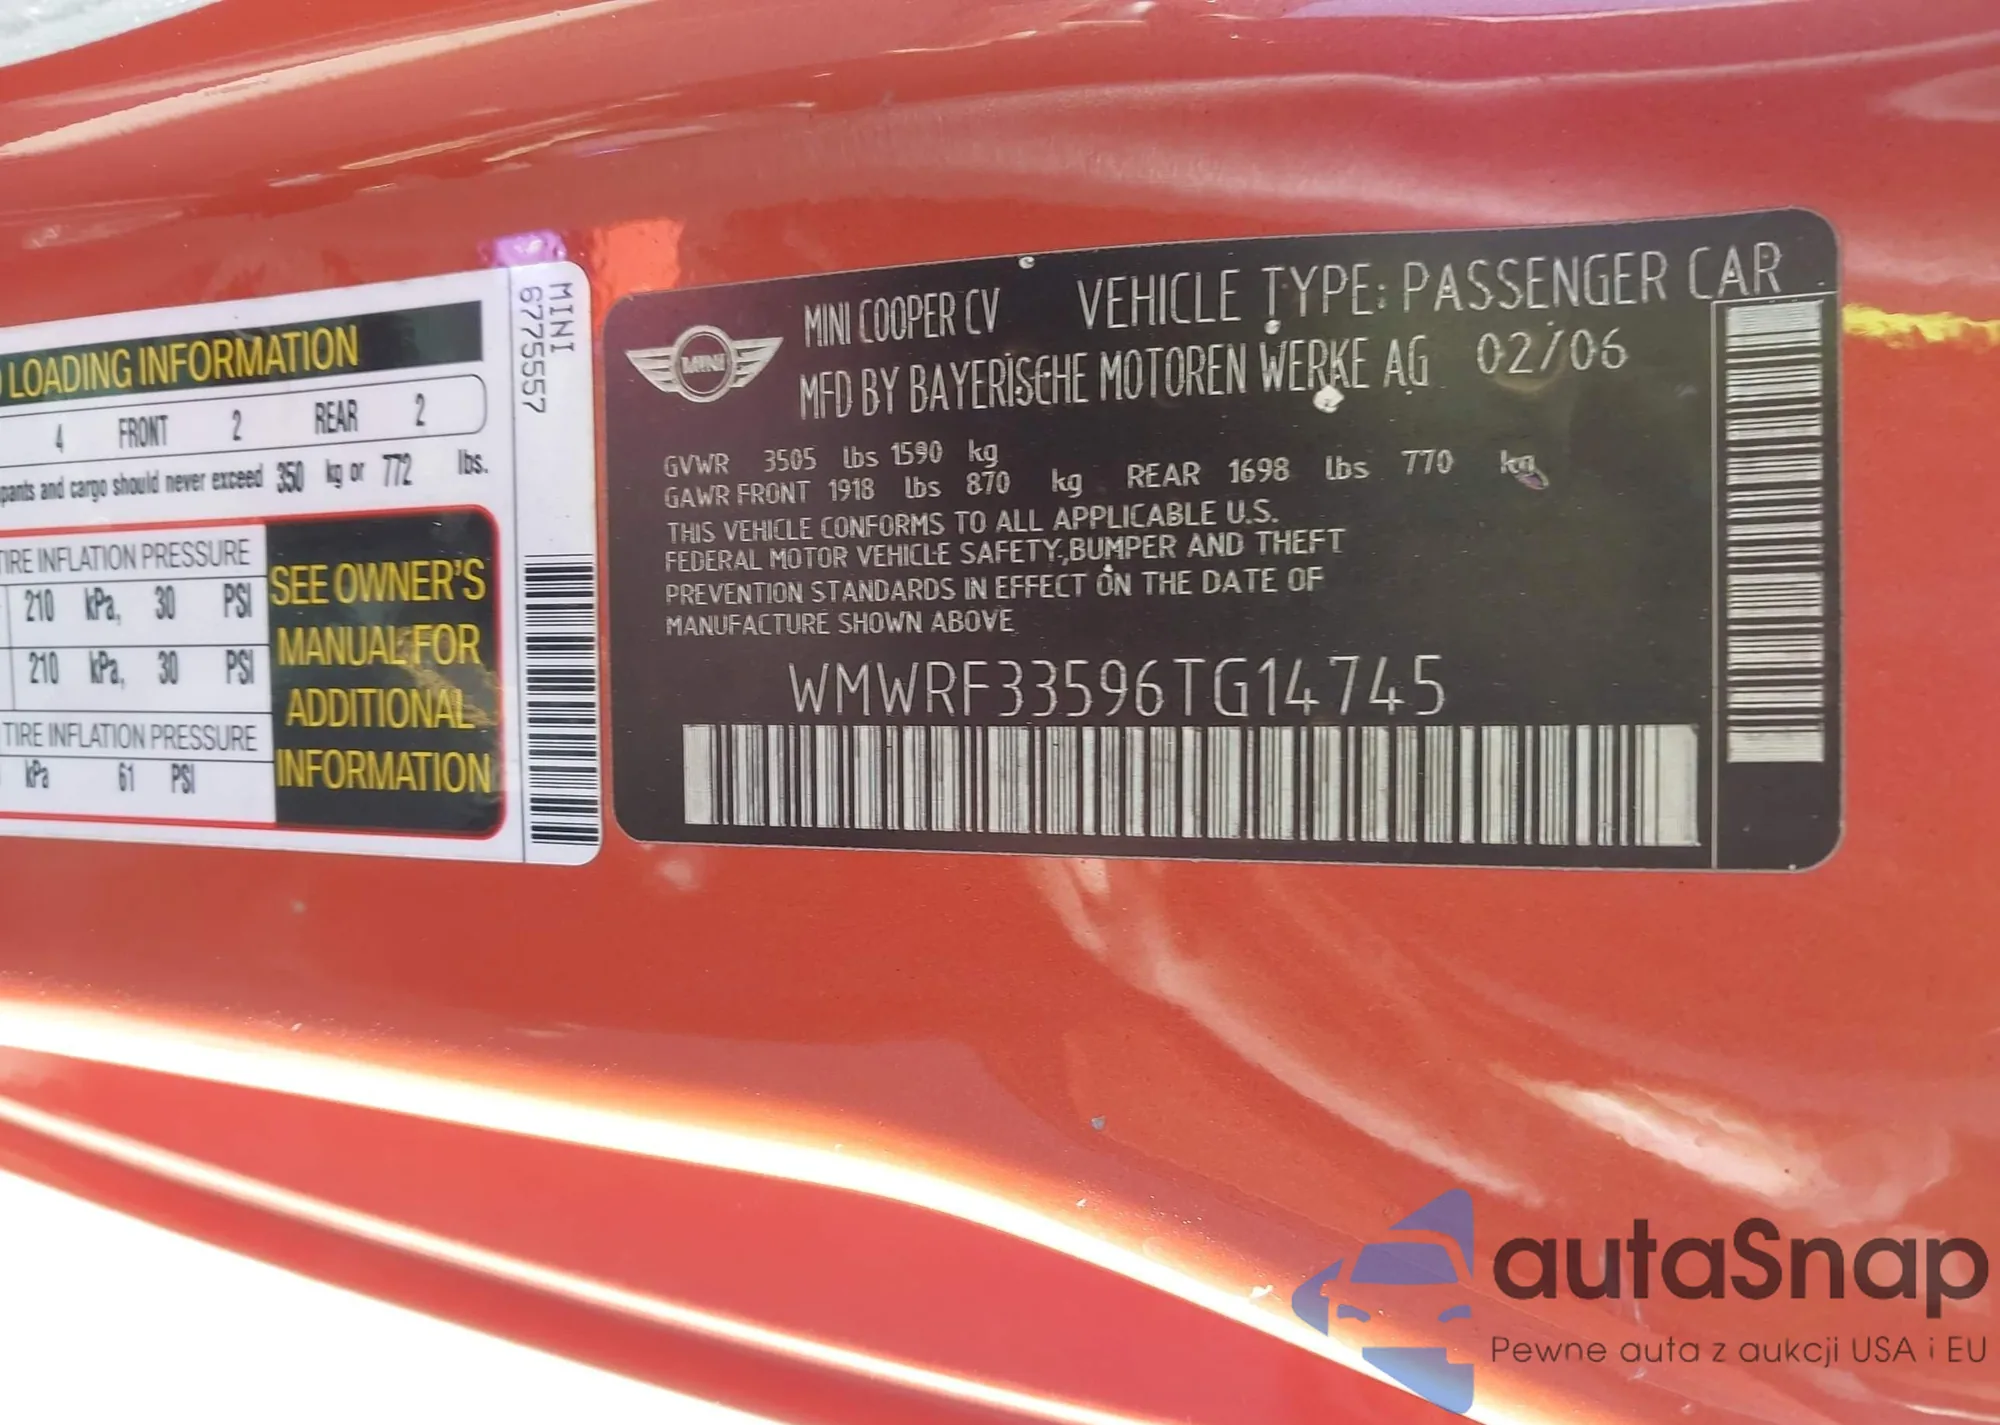 LOADING INFORMATION
4 FRONT 2 REAR 2
and cargo should never exceed 350 kg or 772 lbs.
TIRE INFLATION PRESSURE
210 kPa, 30 PSI
210 kPa, 30 PSI
TIRE INFLATION PRESSURE
kPa 61 PSI
SEE OWNER'S
MANUAL FOR
ADDITIONAL
INFORMATION
MINI
6775557
MINI
MINI COOPER CV VEHICLE TYPE: PASSENGER CAR
MFD BY BAYERISCHE MOTOREN WERKE AG 02/06
GVWR 3505 lbs 1590 kg
GAWR FRONT 1918 lbs 870 kg REAR 1698 lbs 770 kg
THIS VEHICLE CONFORMS TO ALL APPLICABLE U.S.
FEDERAL MOTOR VEHICLE SAFETY,BUMPER AND THEFT
PREVENTION STANDARDS IN EFFECT ON THE DATE OF
MANUFACTURE SHOWN ABOVE
WMWRF33596TG14745
autaSnap
Pewne auta z aukcji USA i EU